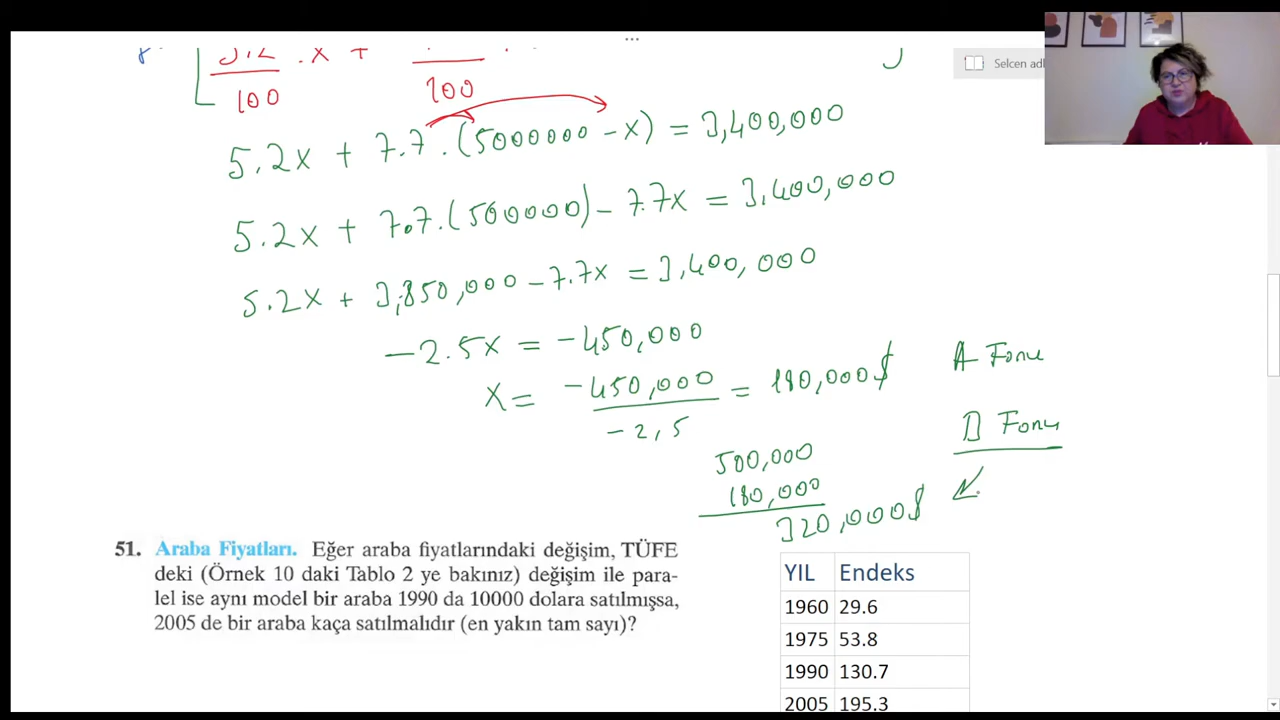 · x +
100 100
Selcen
5.2x + 7.7 · (5000000 - x) = 3,400,000
5.2x + 7.7 · (500000) - 7.7x = 3,400,000
5.2x + 3,850,000 - 7.7x = 3,400,000
-2.5x = -450,000
x = -450,000 / -2,5 = 180,000$ A Fonu
B Fonu
500,000
180,000
320,000$
51. Araba Fiyatları. Eğer araba fiyatlarındaki değişim, TÜFE
deki (Örnek 10 daki Tablo 2 ye bakınız) değişim ile para-
lel ise aynı model bir araba 1990 da 10000 dolara satılmışsa,
2005 de bir araba kaça satılmalıdır (en yakın tam sayı)?
YIL Endeks
1960 29.6
1975 53.8
1990 130.7
2005 195.3